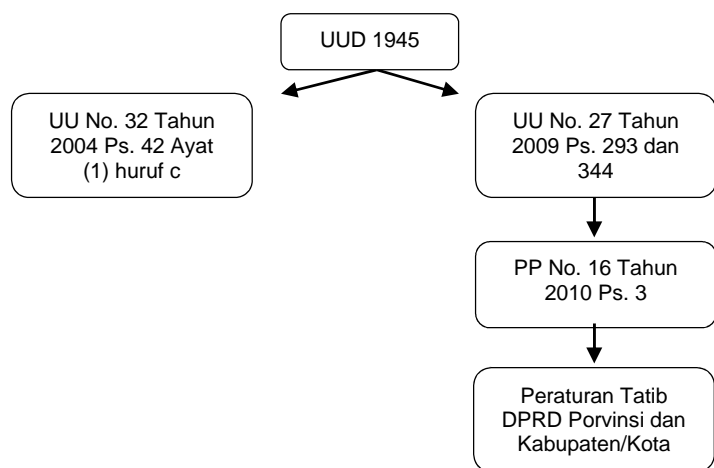 UUD 1945
UU No. 32 Tahun
2004 Ps. 42 Ayat
(1) huruf c
UU No. 27 Tahun
2009 Ps. 293 dan
344
PP No. 16 Tahun
2010 Ps. 3
Peraturan Tatib
DPRD Porvinsi dan
Kabupaten/Kota